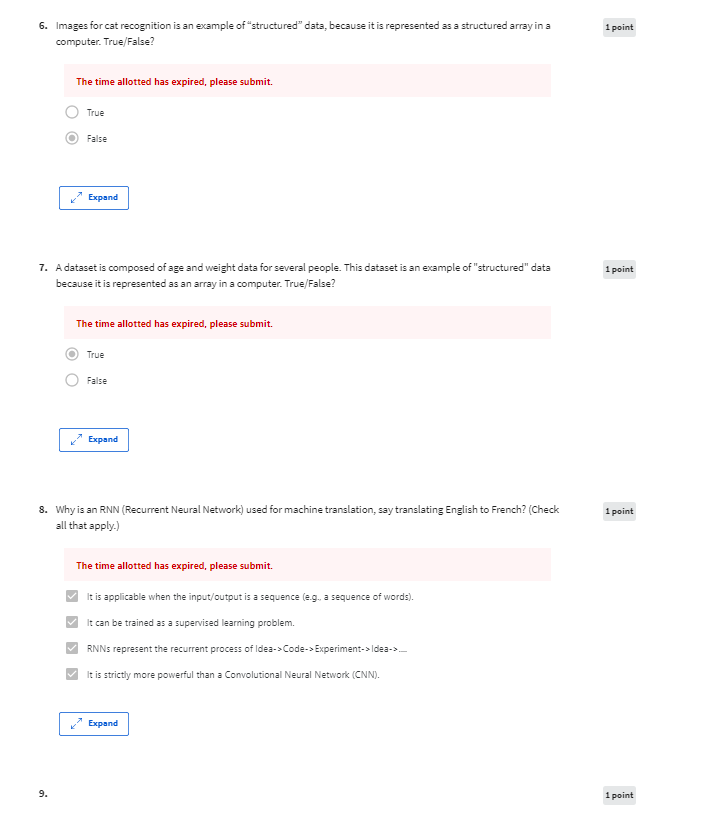 6. Images for cat recognition is an example of “structured” data, because it is represented as a structured array in a
1 point
computer. True/False?
The time allotted has expired, please submit.
True
False
Expand
7. A dataset is composed of age and weight data for several people. This dataset is an example of "structured" data
1 point
because it is represented as an array in a computer. True/False?
The time allotted has expired, please submit.
True
False
Expand
8. Why is an RNN (Recurrent Neural Network) used for machine translation, say translating English to French? (Check
1 point
all that apply.)
The time allotted has expired, please submit.
It is applicable when the input/output is a sequence (e.g., a sequence of words).
It can be trained as a supervised learning problem.
RNNs represent the recurrent process of Idea->Code->Experiment->Idea->....
It is strictly more powerful than a Convolutional Neural Network (CNN).
Expand
9.
1 point